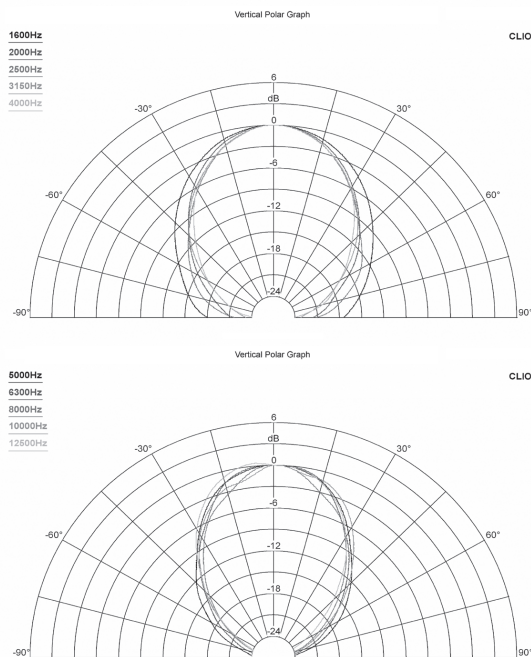 Vertical Polar Graph
1600Hz
2000Hz
2500Hz
3150Hz
4000Hz
CLIO
6
dB
0
-6
-12
-18
-24
-30°
30°
-60°
60°
-90°
90°
Vertical Polar Graph
5000Hz
6300Hz
8000Hz
10000Hz
12500Hz
CLIO
6
dB
0
-6
-12
-18
-24
-30°
30°
-60°
60°
-90°
90°